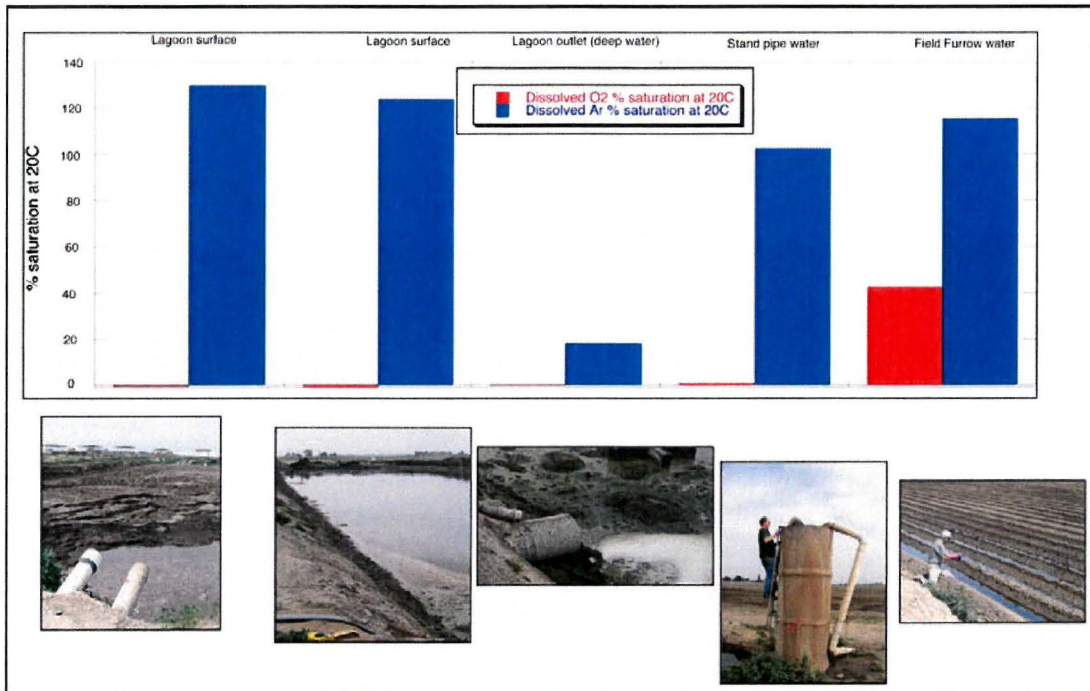 Lagoon surface
Lagoon surface
Lagoon outlet (deep water)
Stand pipe water
Field Furrow water
140
120
100
80
60
40
20
0
% saturation at 20C
Dissolved O2 % saturation at 20C
Dissolved Ar % saturation at 20C